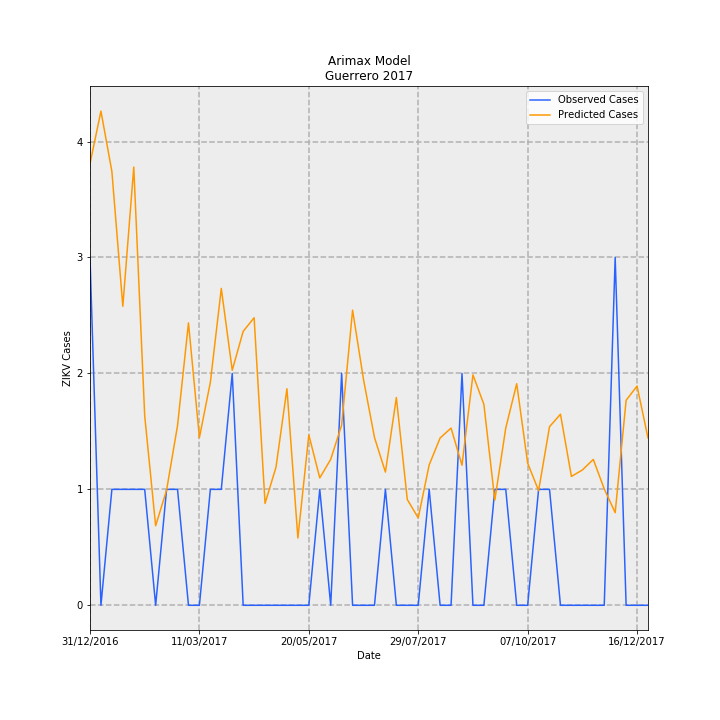 Arimax Model
Guerrero 2017
Observed Cases
Predicted Cases
ZIKV Cases
4
3
2
1
0
31/12/2016
11/03/2017
20/05/2017
29/07/2017
07/10/2017
16/12/2017
Date